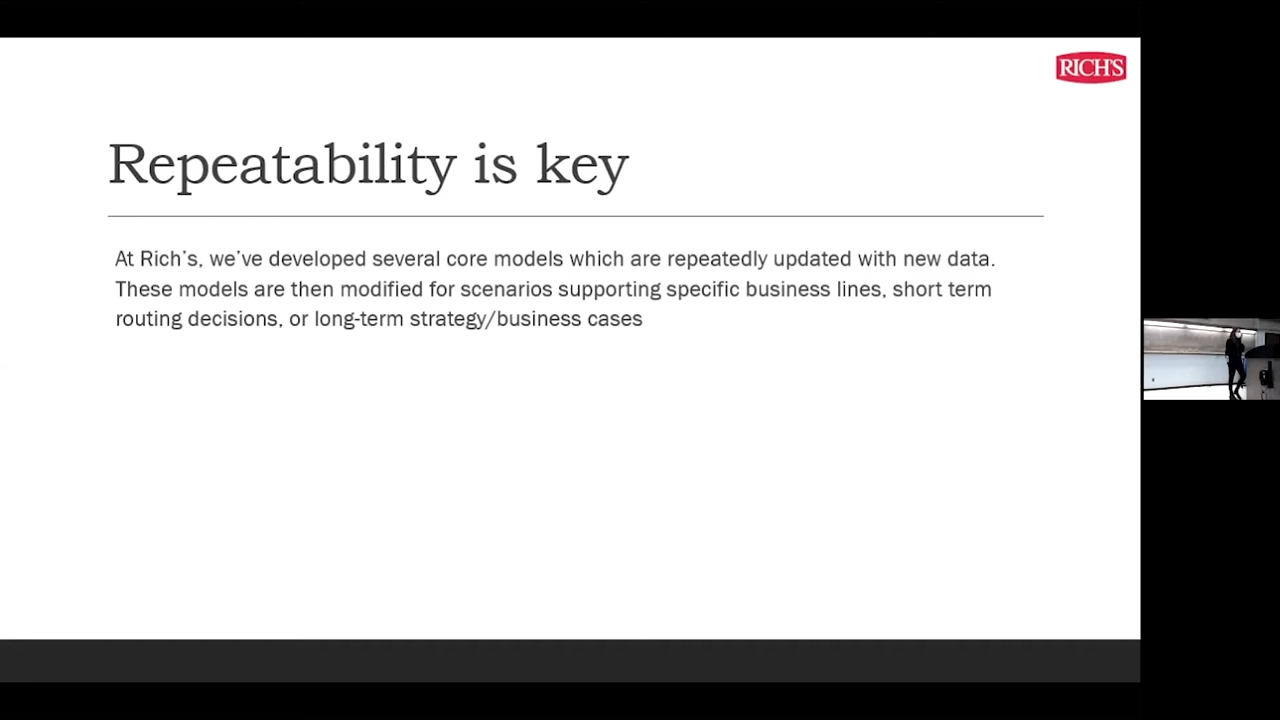 RICH'S
Repeatability is key
At Rich's, we've developed several core models which are repeatedly updated with new data.
These models are then modified for scenarios supporting specific business lines, short term
routing decisions, or long-term strategy/business cases